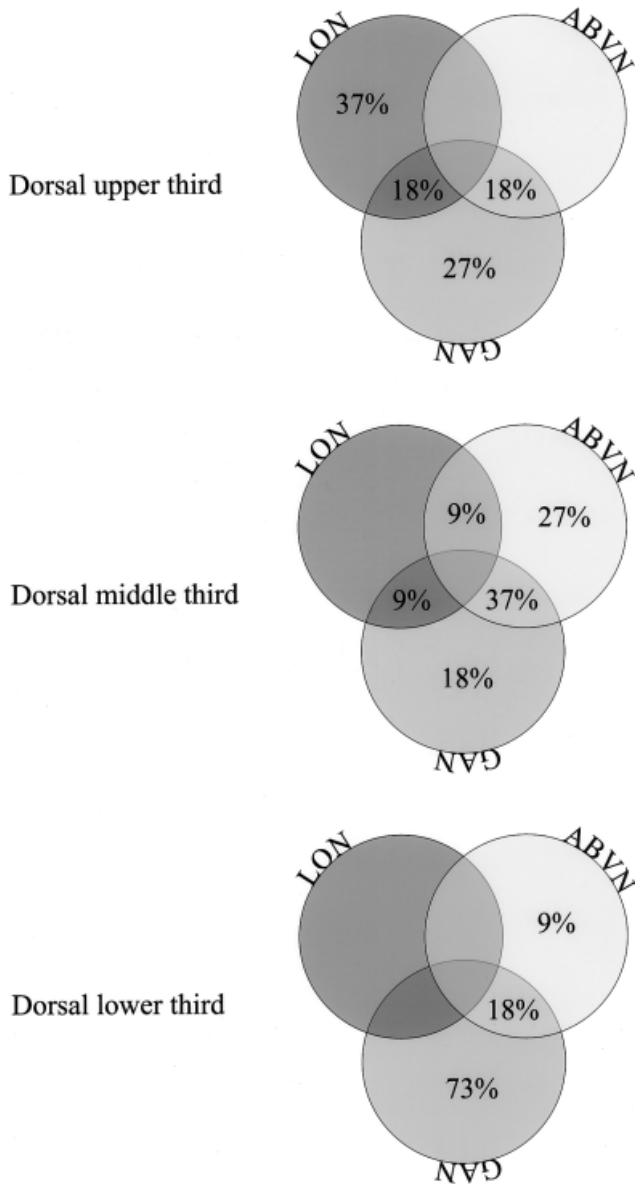 LON ABVN
37%
Dorsal upper third
18% 18%
27%
GAN
LON ABVN
9% 27%
Dorsal middle third
9% 37%
18%
GAN
LON ABVN
9%
Dorsal lower third
18%
73%
GAN